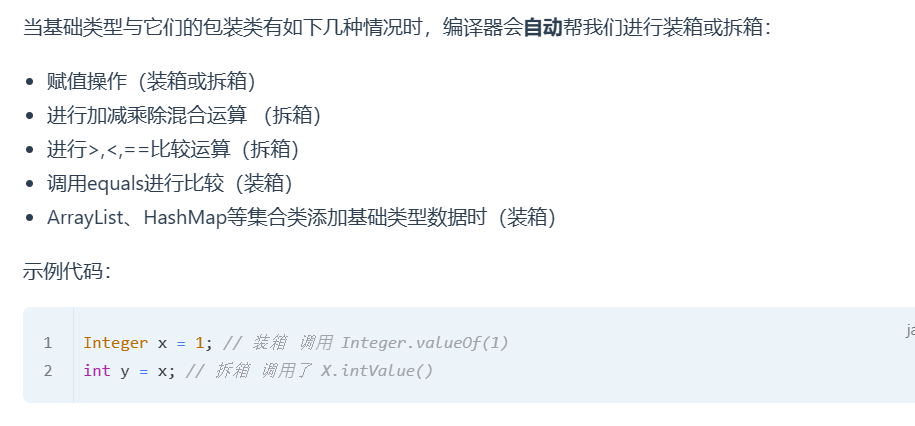 当基础类型与它们的包装类有如下几种情况时，编译器会自动帮我们进行装箱或拆箱：
赋值操作（装箱或拆箱）
进行加减乘除混合运算 （拆箱）
进行>,<,==比较运算（拆箱）
调用equals进行比较（装箱）
ArrayList、HashMap等集合类添加基础类型数据时（装箱）
示例代码：
ja
1 Integer x = 1; // 装箱 调用 Integer.valueOf(1)
2 int y = x; // 拆箱 调用了 X.intValue()